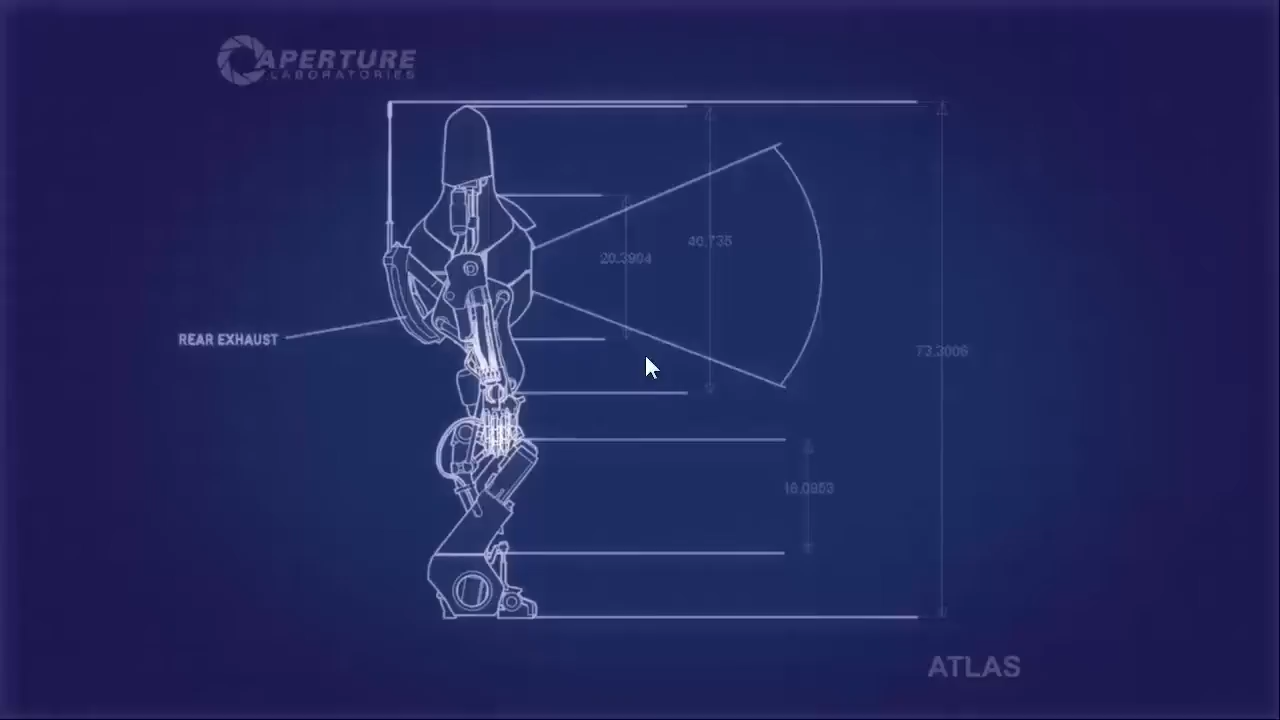 APERTURE
LABORATORIES
40.735
20.3904
REAR EXHAUST
73.3006
16.0953
ATLAS